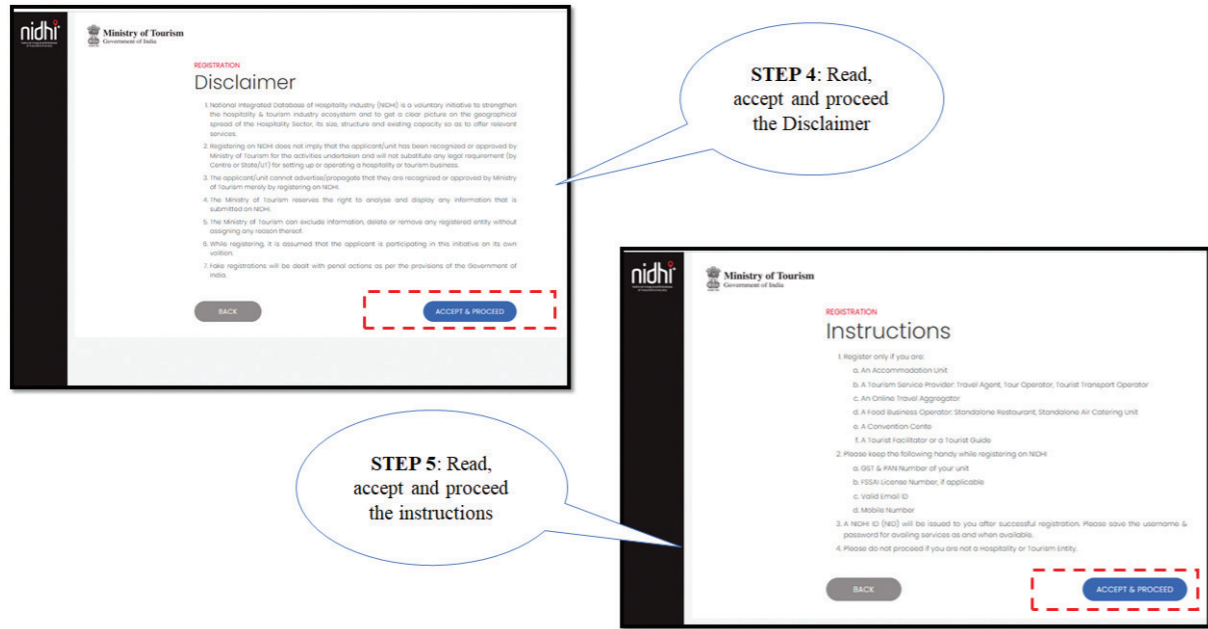 nidhi
Ministry of Tourism
Government of India
REGISTRATION
Disclaimer
1. National Integrated Database of Hospitality Industry (NIDHI) is a voluntary initiative to strengthen
the hospitality & tourism industry ecosystem and to get a clear picture on the geographical
spread of the Hospitality Sector, its size, structure and existing capacity so as to offer relevant
services.
2. Registering on NIDHI does not imply that the applicant/unit has been recognized or approved by
Ministry of Tourism for the activities undertaken and will not substitute any legal requirement (by
Centre or State/UT) for setting up or operating a hospitality or tourism business.
3. The applicant/unit cannot advertise/propagate that they are recognized or approved by Ministry
of Tourism merely by registering on NIDHI.
4. The Ministry of Tourism reserves the right to analyse and display any information that is
submitted on NIDHI.
5. The Ministry of Tourism can exclude information, delete or remove any registered entity without
assigning any reason thereof.
6. While registering, it is assumed that the applicant is participating in this initiative on its own
volition.
7. Fake registrations will be dealt with penal actions as per the provisions of the Government of
India.
BACK
ACCEPT & PROCEED
STEP 4: Read,
accept and proceed
the Disclaimer
STEP 5: Read,
accept and proceed
the instructions
nidhi
Ministry of Tourism
Government of India
REGISTRATION
Instructions
1. Register only if you are:
a. An Accommodation Unit
b. A Tourism Service Provider: Travel Agent, Tour Operator, Tourist Transport Operator
c. An Online Travel Aggregator
d. A Food Business Operator: Standalone Restaurant, Standalone Air Catering Unit
e. A Convention Cente
f. A Tourist Facilitator or a Tourist Guide
2. Please keep the following handy while registering on NIDHI
a. GST & PAN Number of your unit
b. FSSAI License Number, if applicable
c. Valid Email ID
d. Mobile Number
3. A NIDHI ID (NID) will be issued to you after successful registration. Please save the username &
password for availing services as and when available.
4. Please do not proceed if you are not a Hospitality or Tourism Entity.
BACK
ACCEPT & PROCEED